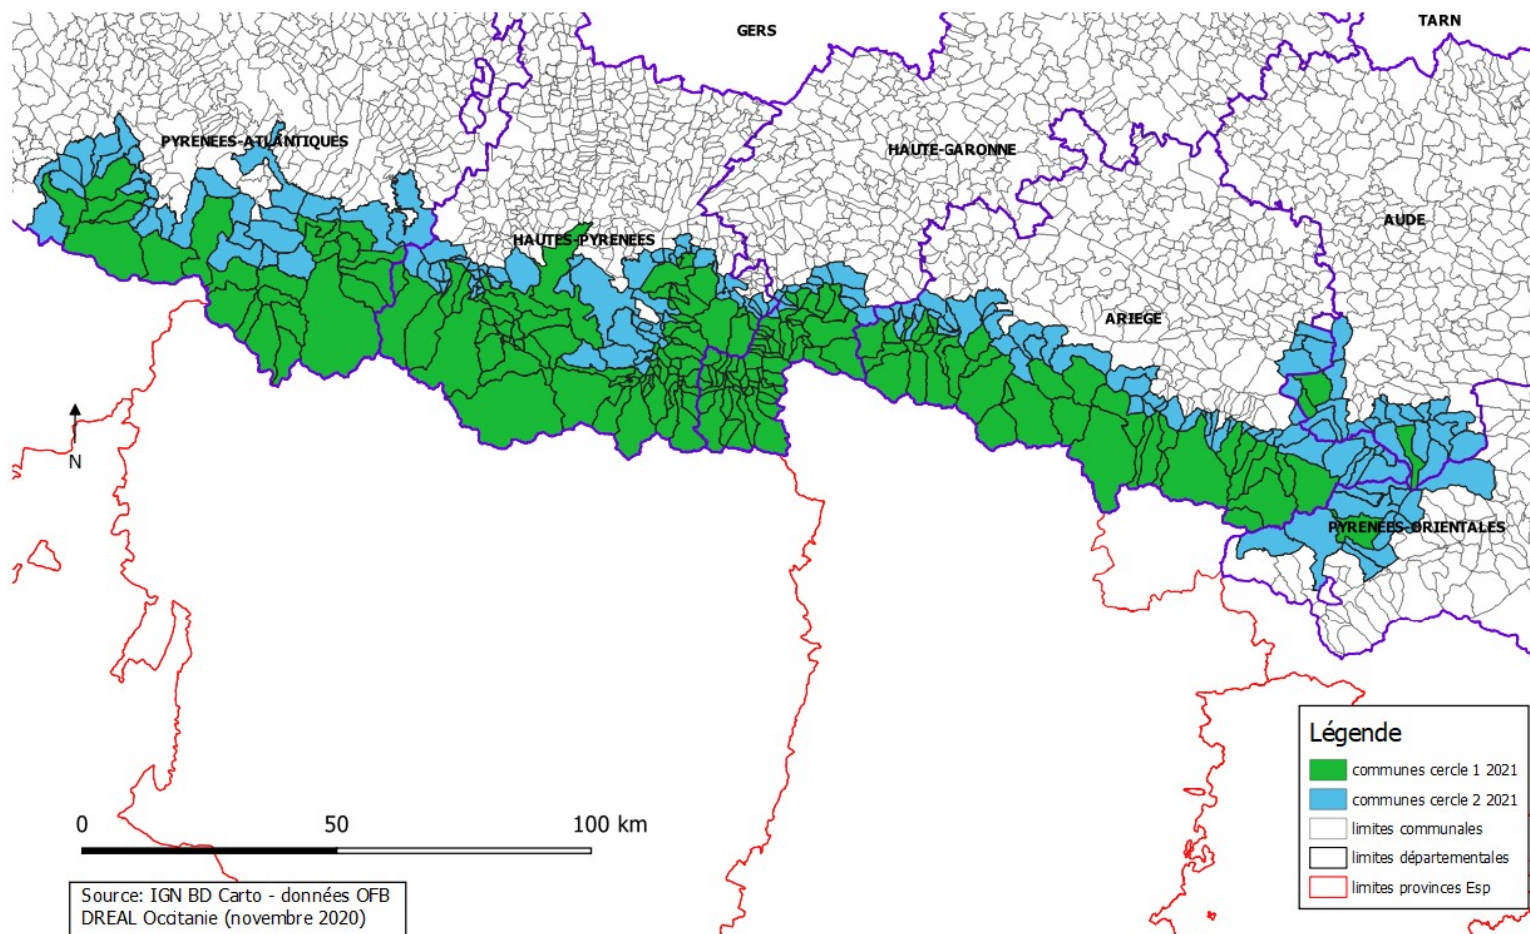 GERS
TARN
PYRENEES-ATLANTIQUES
HAUTE-GARONNE
AUDE
HAUTES-PYRENEES
ARIEGE
N
PYRENEES-ORIENTALES
Légende
communes cercle 1 2021
communes cercle 2 2021
limites communales
limites départementales
limites provinces Esp
0 50 100 km
Source: IGN BD Carto - données OFB
DREAL Occitanie (novembre 2020)